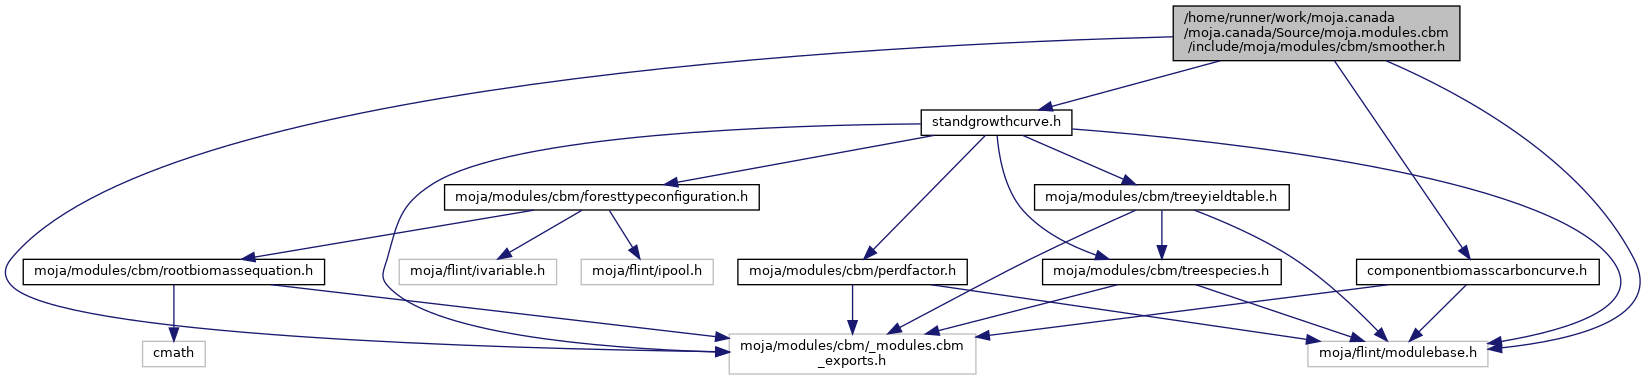 /home/runner/work/moja.canada
/moja.canada/Source/moja.modules.cbm
/include/moja/modules/cbm/smoother.h
standgrowthcurve.h
moja/modules/cbm/foresttypeconfiguration.h
moja/modules/cbm/treeyieldtable.h
moja/modules/cbm/rootbiomassequation.h
moja/flint/ivariable.h
moja/flint/ipool.h
moja/modules/cbm/perdfactor.h
moja/modules/cbm/treespecies.h
componentbiomasscarboncurve.h
cmath
moja/modules/cbm/_modules.cbm
_exports.h
moja/flint/modulebase.h